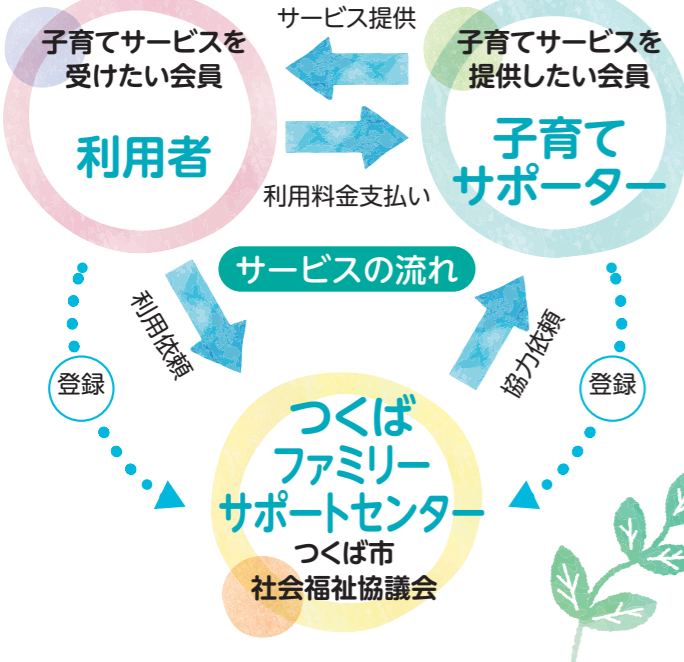 サービス提供
子育てサービスを
受けたい会員
利用者
子育てサービスを
提供したい会員
子育て
サポーター
利用料金支払い
サービスの流れ
利用依頼
協力依頼
登録
登録
つくば
ファミリー
サポートセンター
つくば市
社会福祉協議会